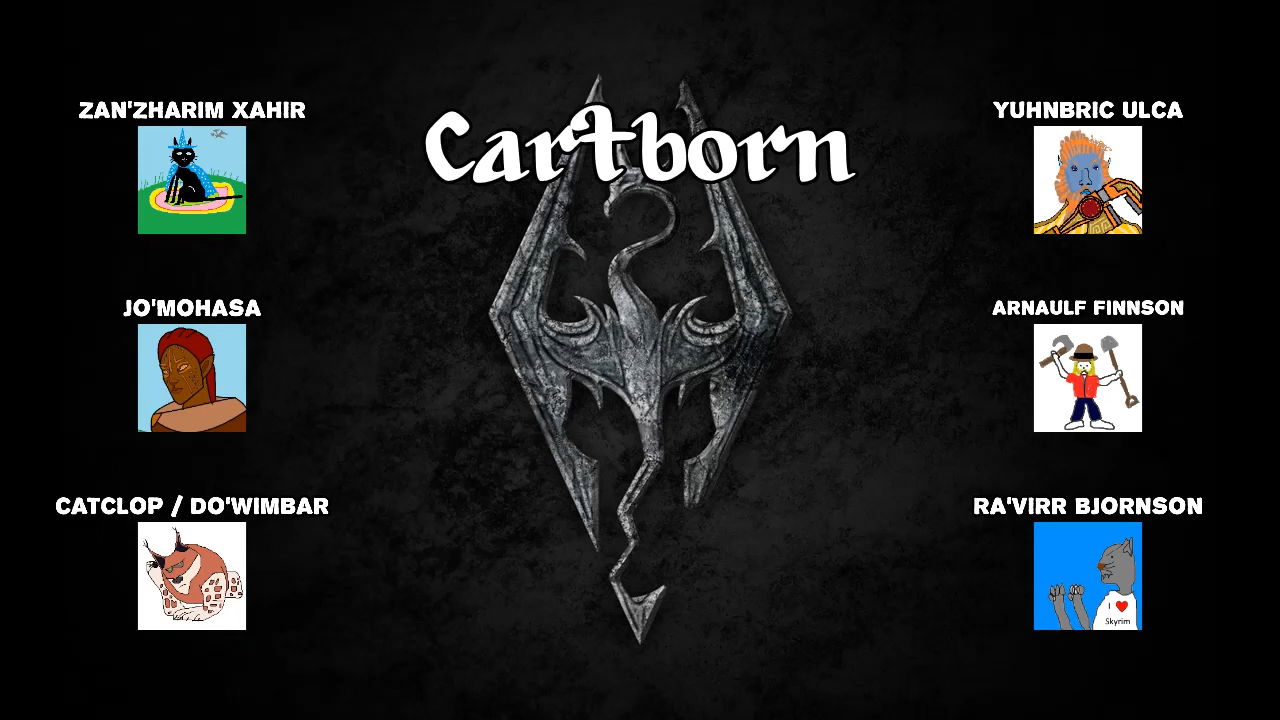 Cartborn
ZAN'ZHARIM XAHIR
JO'MOHASA
CATCLOP / DO'WIMBAR
YUHNBRIC ULCA
ARNAULF FINNSON
RA'VIRR BJORNSON
I ❤
Skyrim